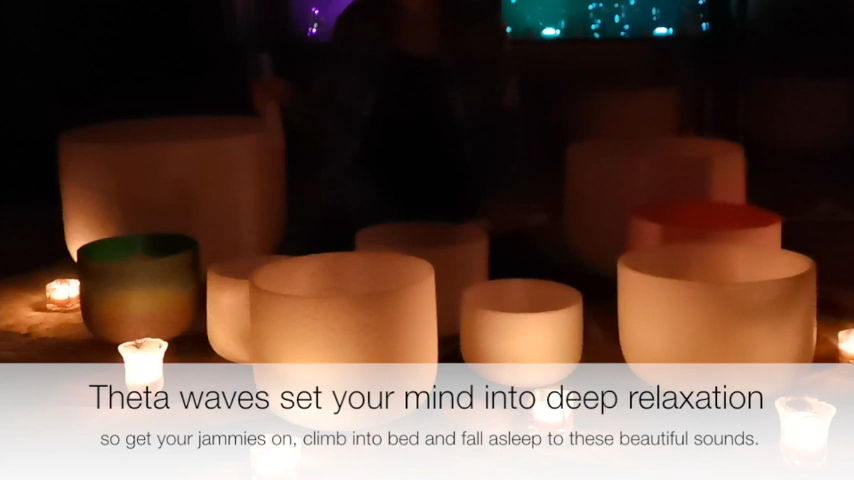 Theta waves set your mind into deep relaxation
so get your jammies on, climb into bed and fall asleep to these beautiful sounds.